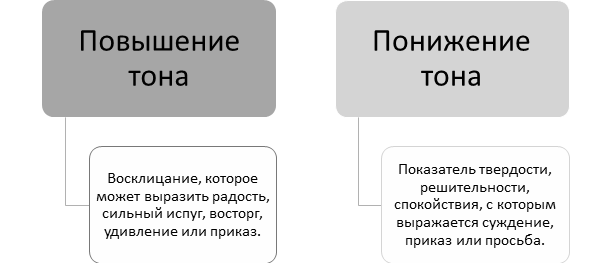 Повышение
тона
Восклицание, которое
может выразить радость,
сильный испуг, восторг,
удивление или приказ.
Понижение
тона
Показатель твердости,
решительности,
спокойствия, с которым
выражается суждение,
приказ или просьба.